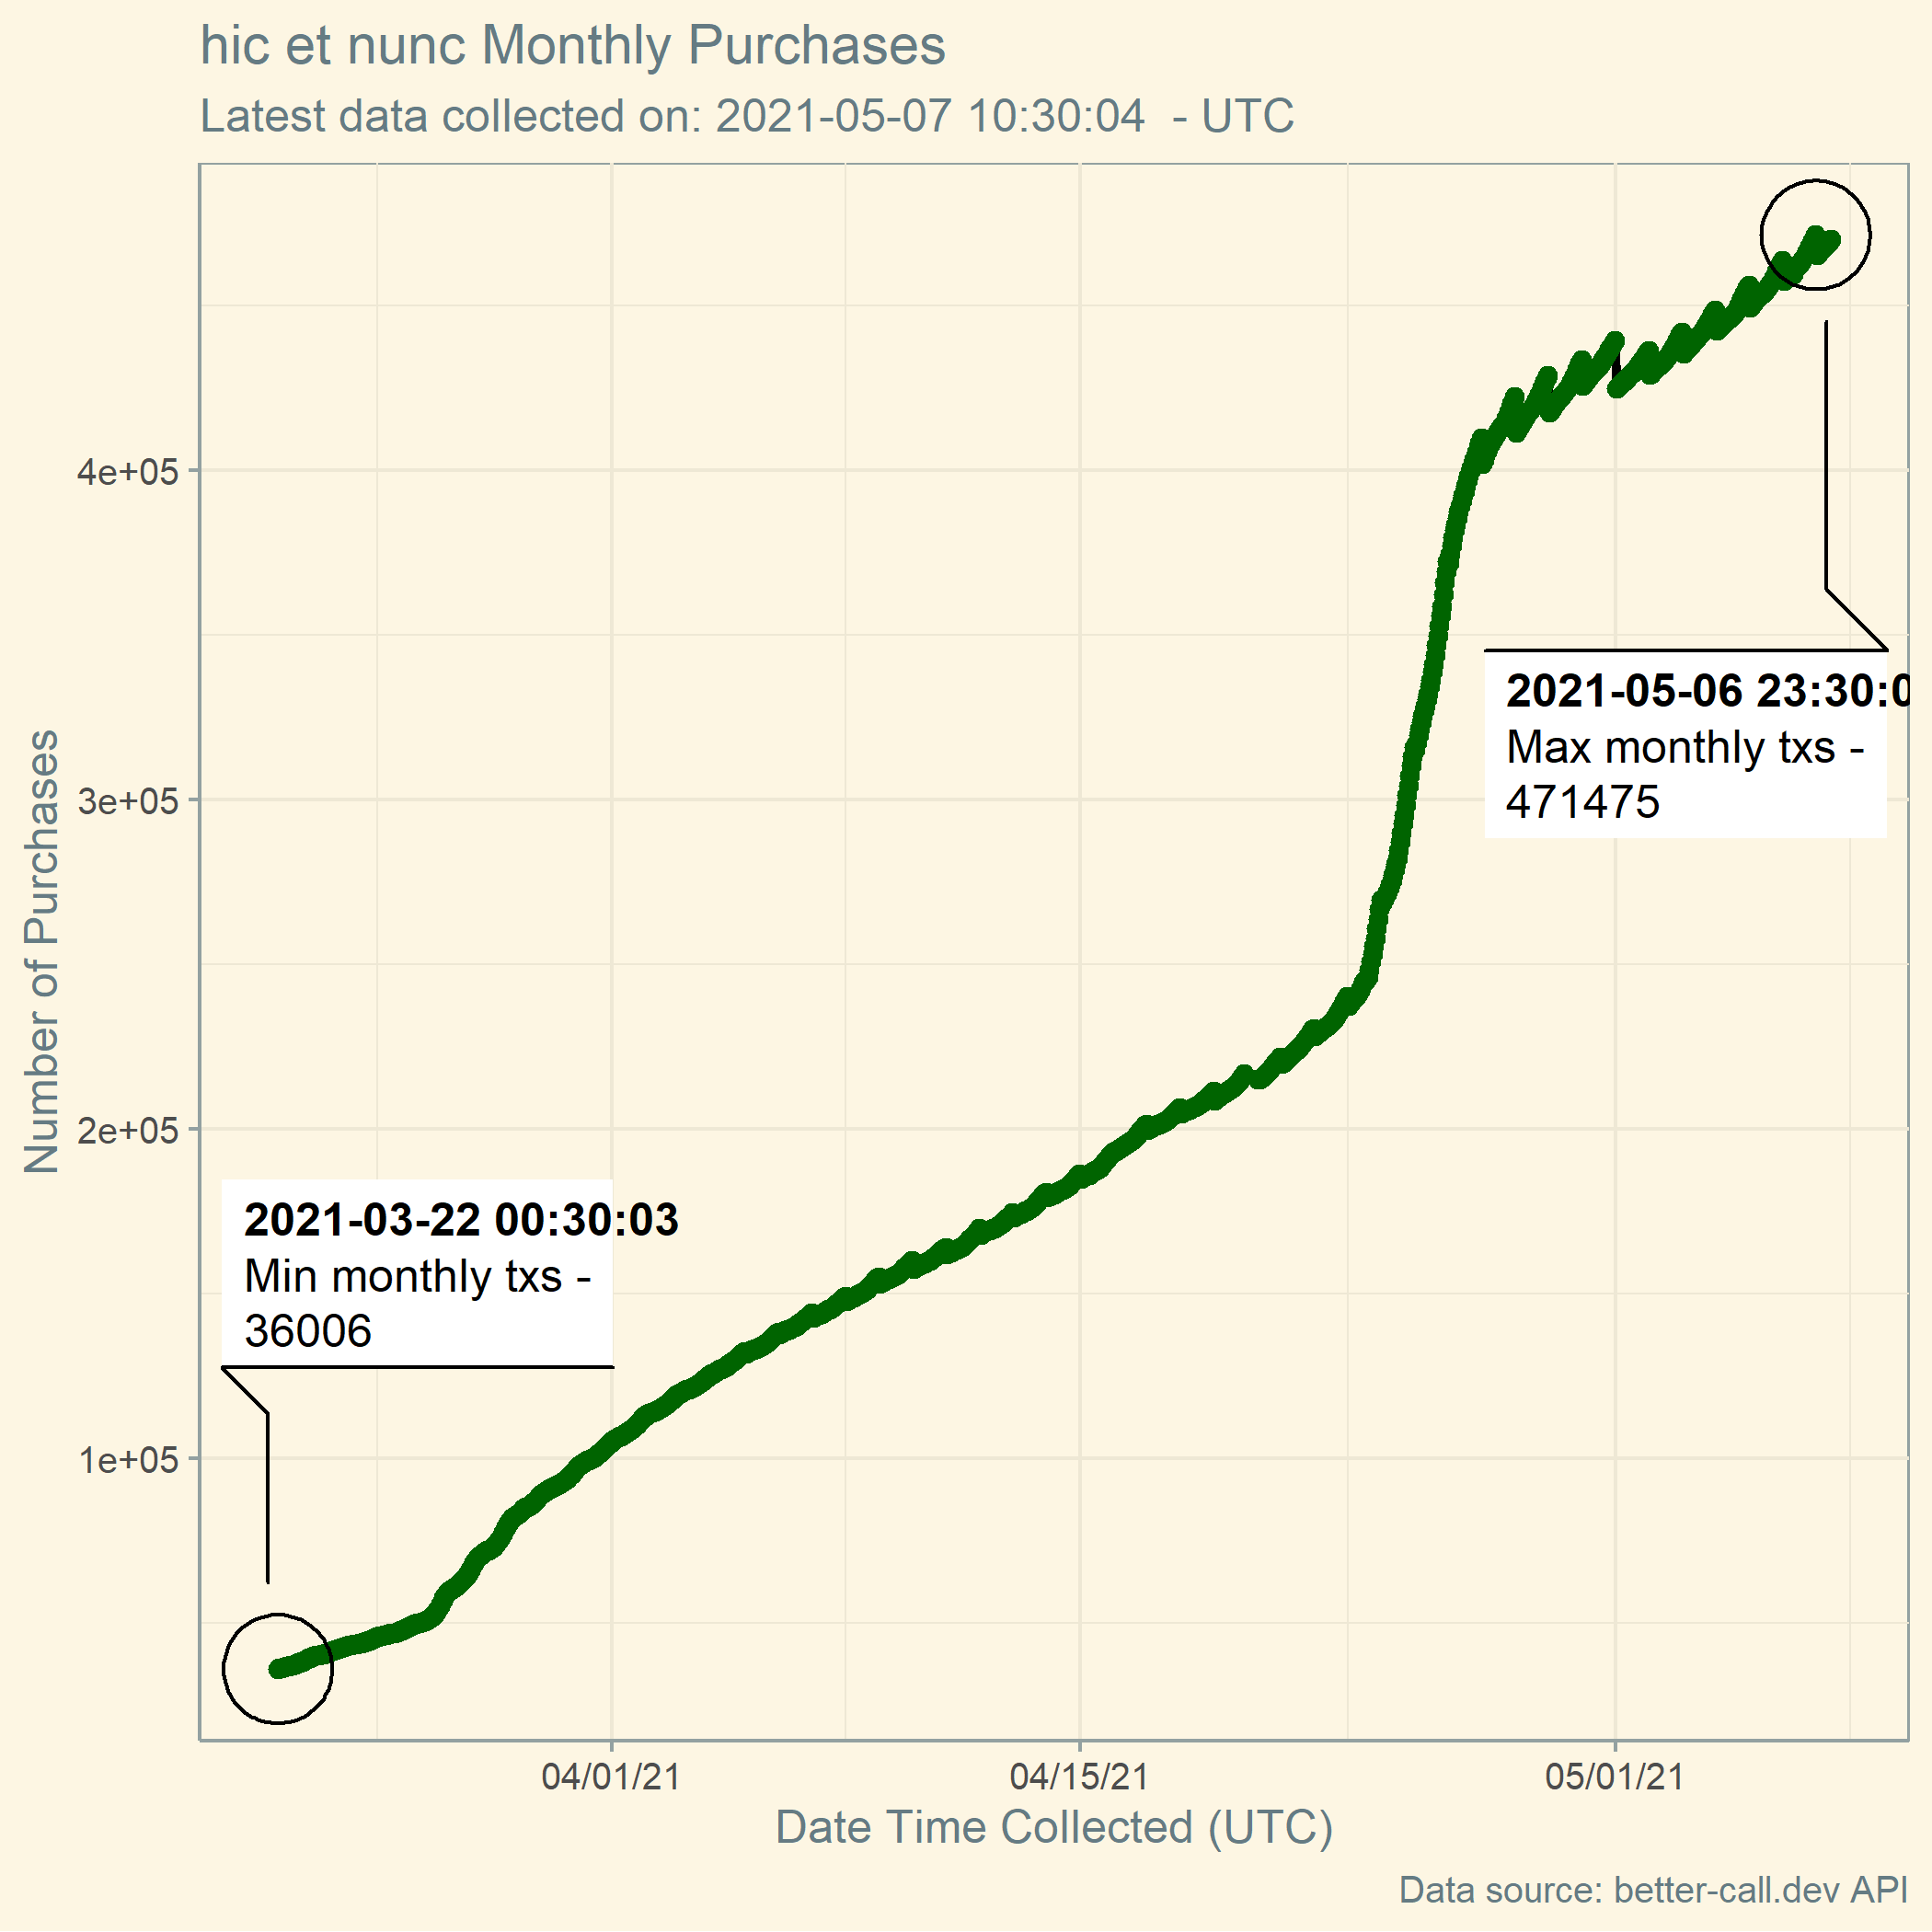 hic et nunc Monthly Purchases
Latest data collected on: 2021-05-07 10:30:04  - UTC
Number of Purchases
4e+05
3e+05
2e+05
1e+05
2021-05-06 23:30:0
Max monthly txs -
471475
2021-03-22 00:30:03
Min monthly txs -
36006
04/01/21
04/15/21
05/01/21
Date Time Collected (UTC)
Data source: better-call.dev API